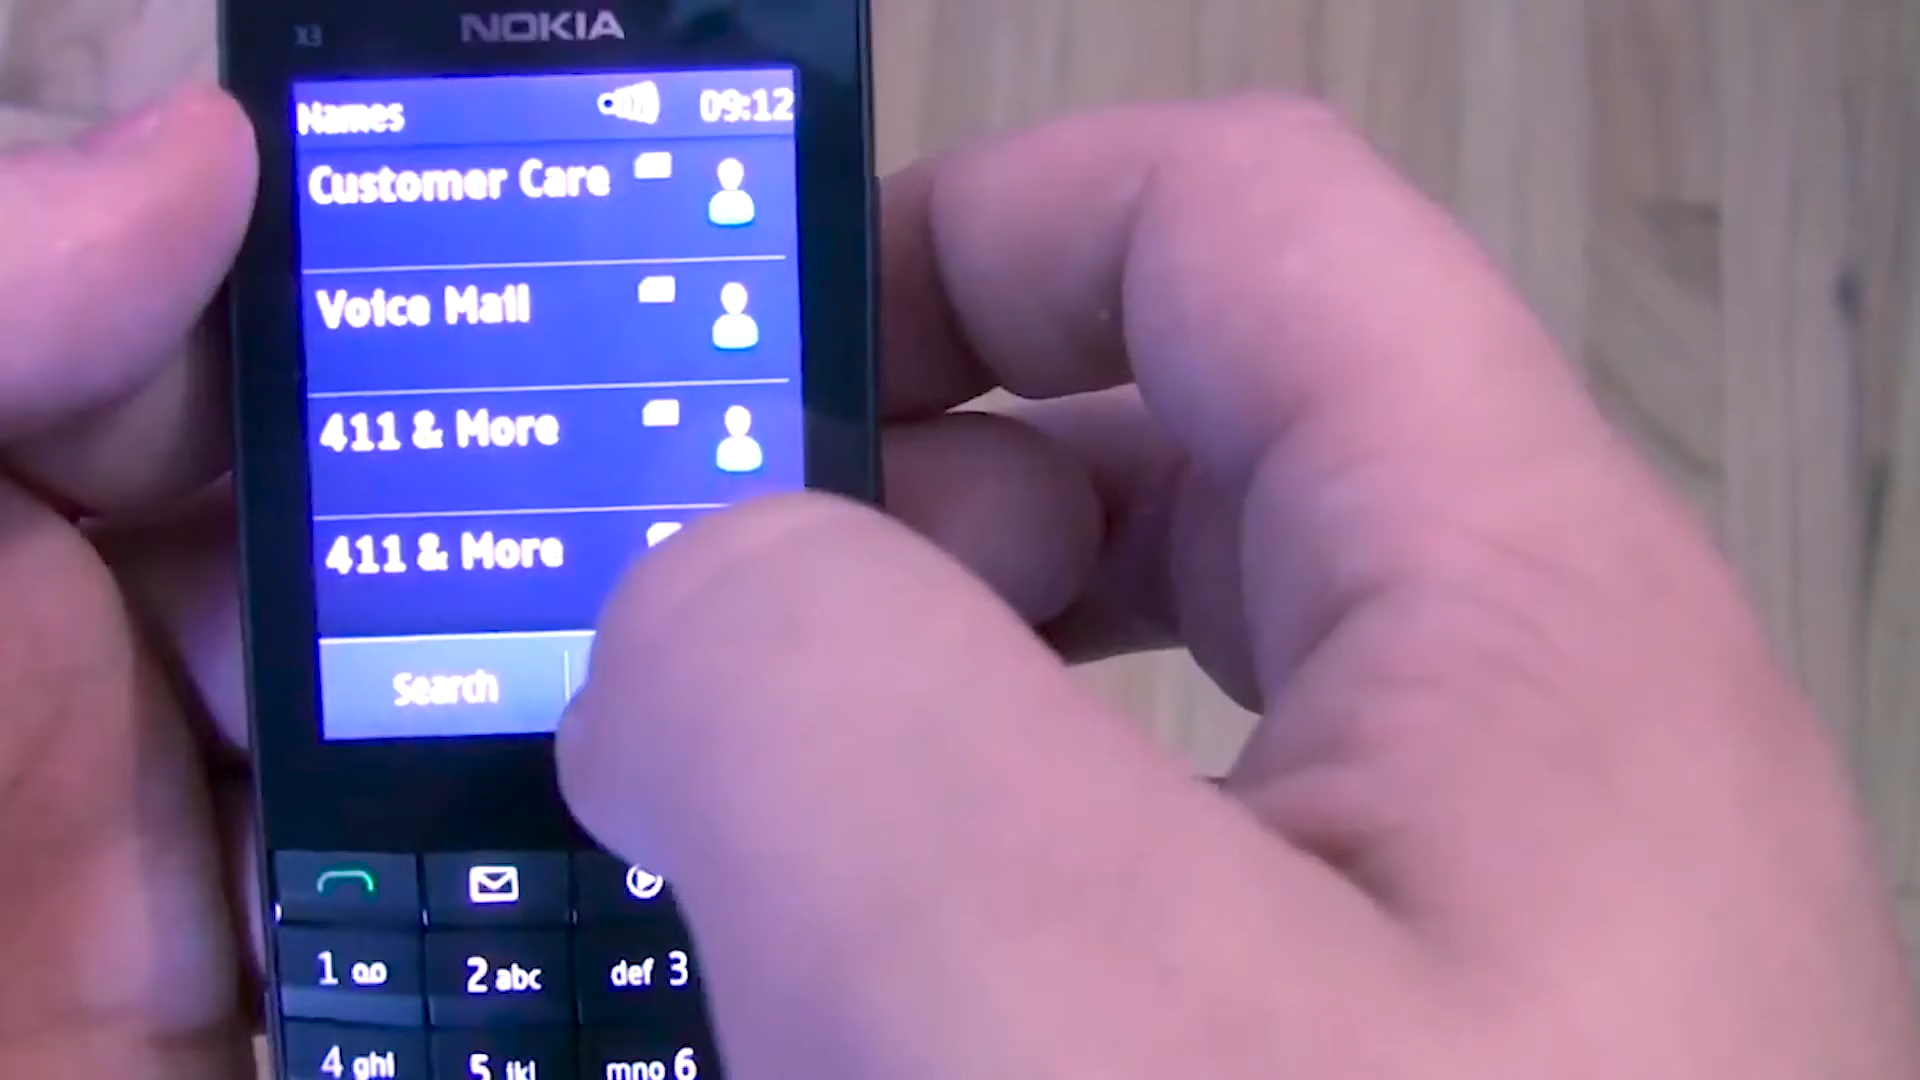 X3
NOKIA
Names 09:12
Customer Care
Voice Mail
411 & More
411 & More
Search
1 2 abc def 3
4 ghi 5 jkl mno 6